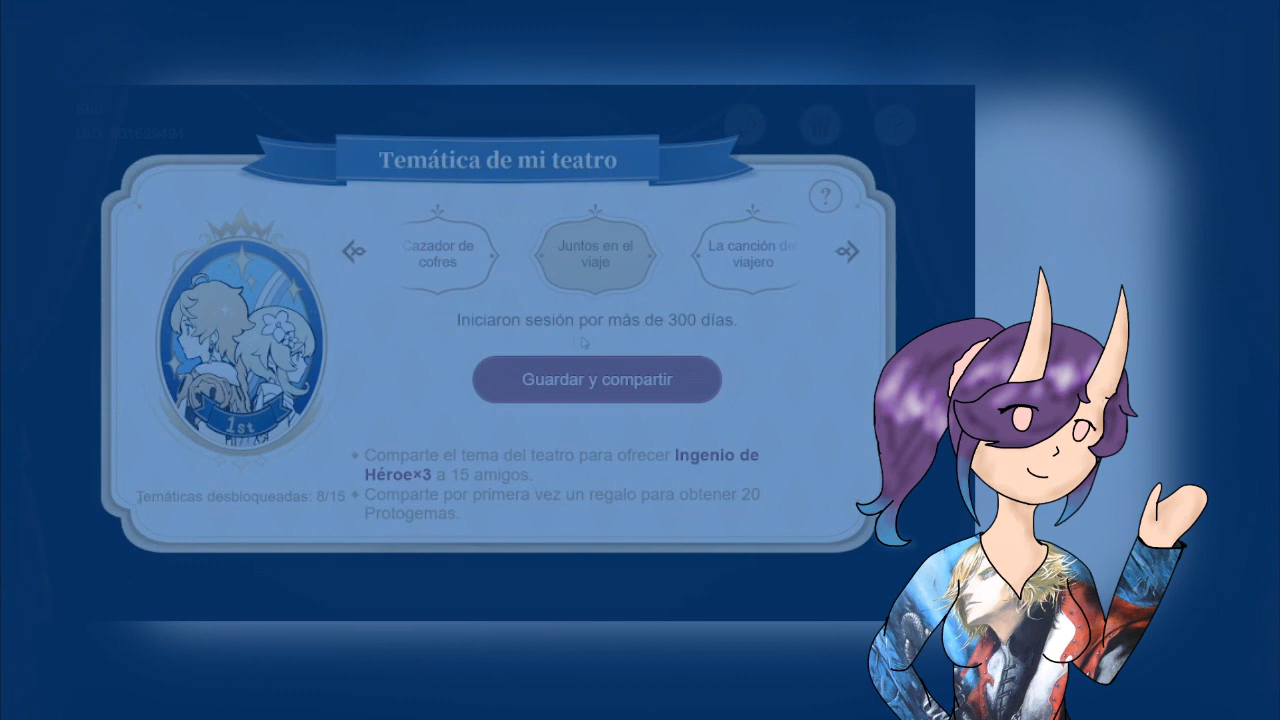 Temática de mi teatro
?
Cazador de
cofres
Juntos en el
viaje
La canción del
viajero
Iniciaron sesión por más de 300 días.
Guardar y compartir
1st
• Comparte el tema del teatro para ofrecer Ingenio de
Héroe×3 a 15 amigos.
Temáticas desbloqueadas: 8/15
• Comparte por primera vez un regalo para obtener 20
Protogemas.